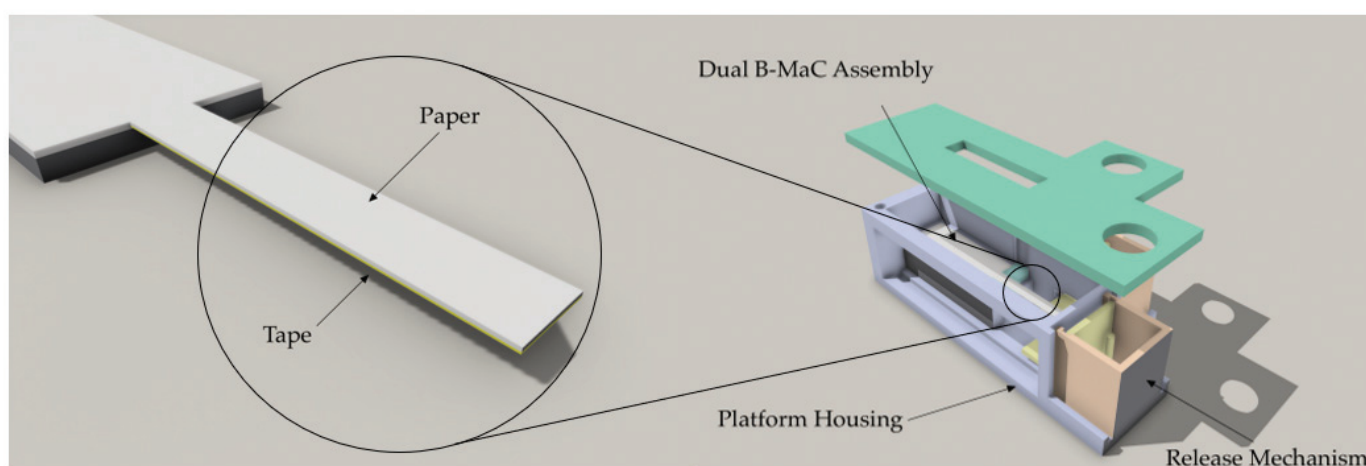 Dual B-MaC Assembly
Paper
Tape
Platform Housing
Release Mechanism